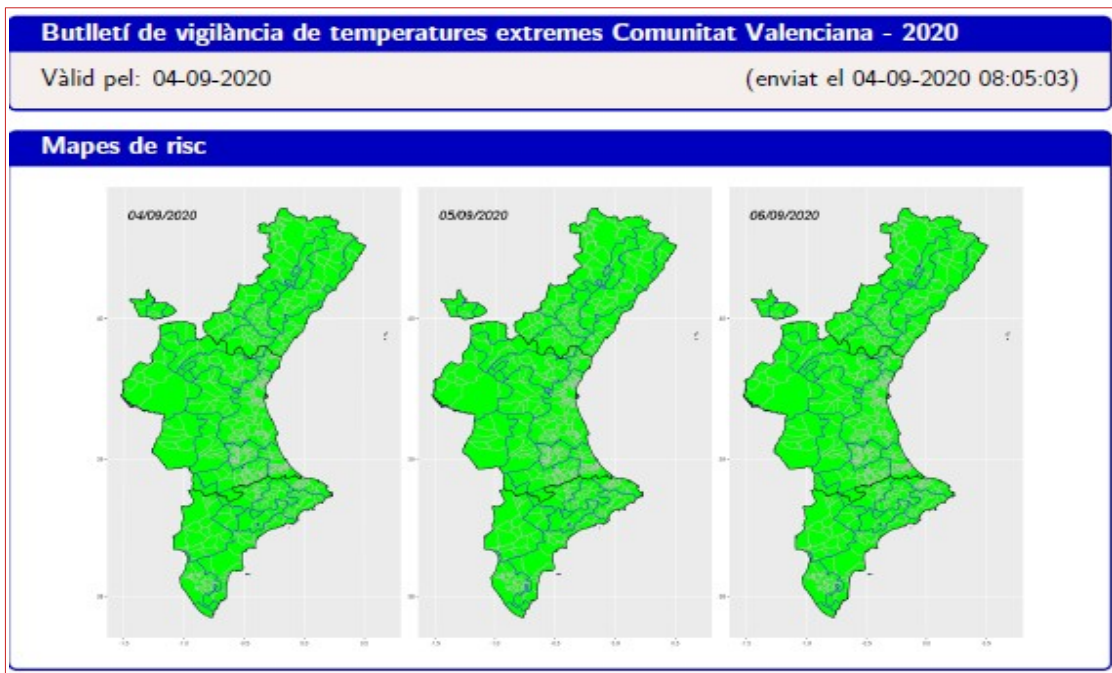 Butlletí de vigilància de temperatures extremes Comunitat Valenciana - 2020
Vàlid pel: 04-09-2020 (enviat el 04-09-2020 08:05:03)
Mapes de risc
04/09/2020 05/09/2020 06/09/2020